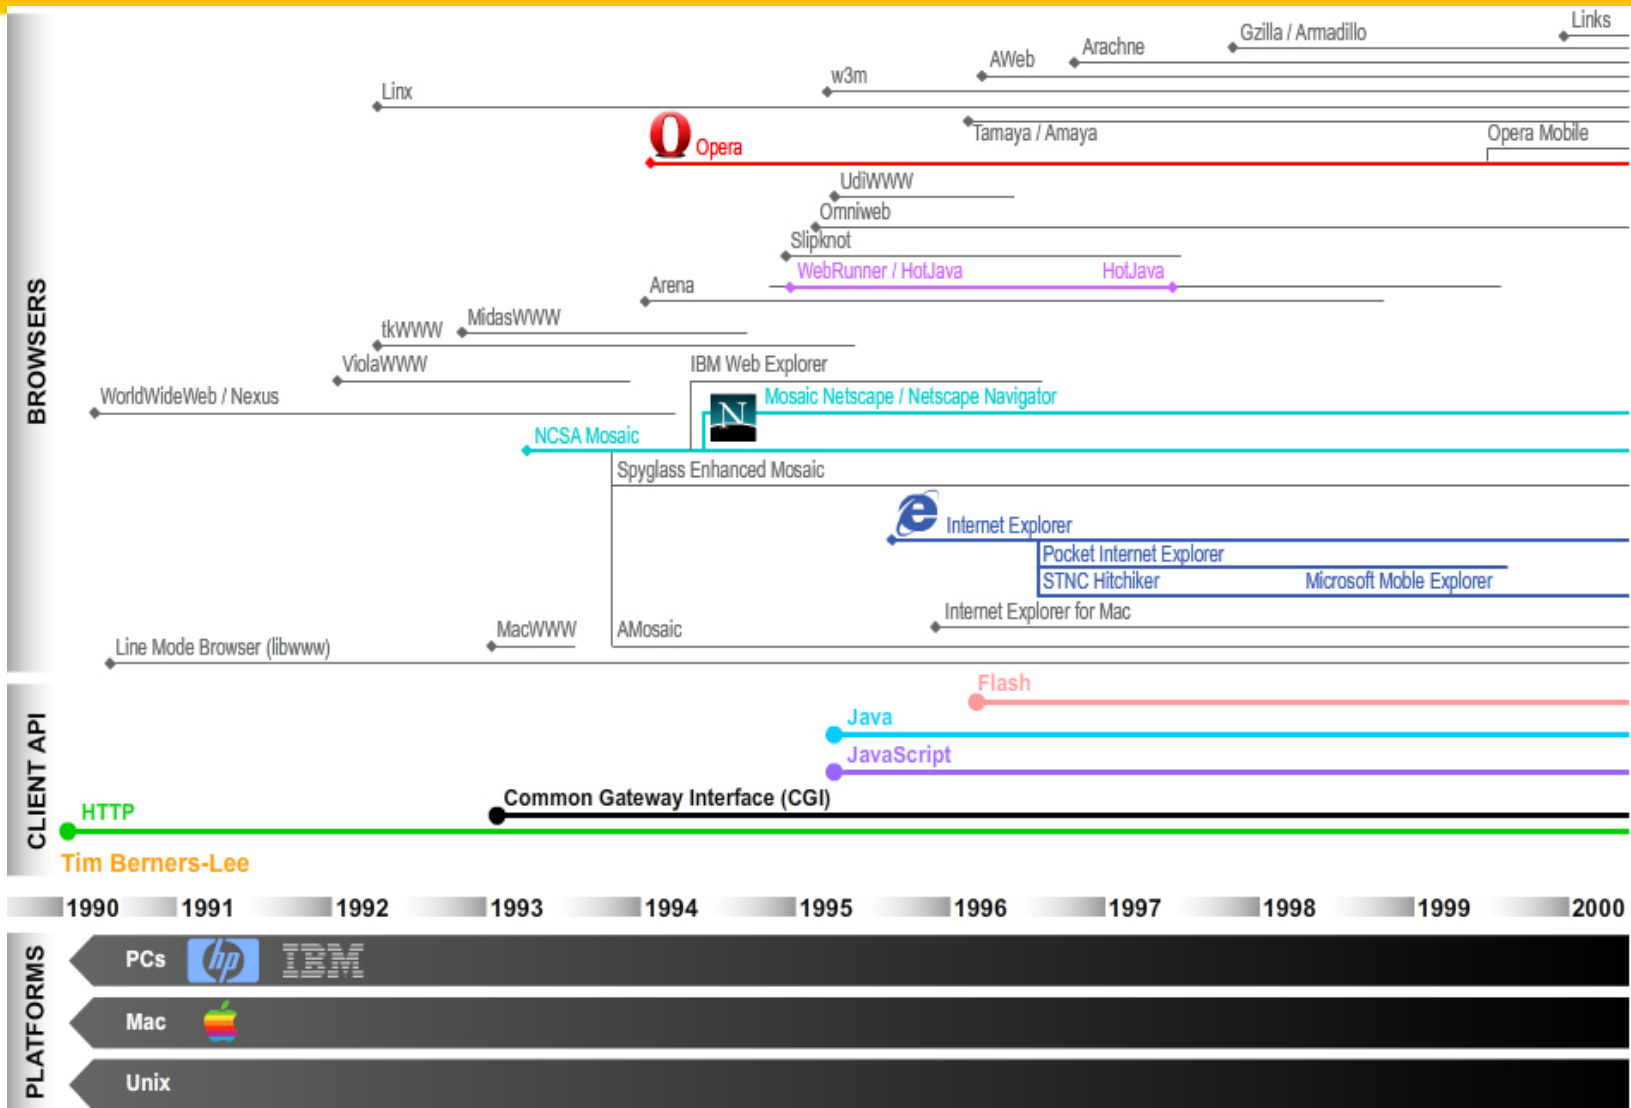 Links
Gzilla / Armadillo
Arachne
AWeb
w3m
Linx
Tamaya / Amaya
Opera Mobile
Opera
UdiWWW
Omniweb
Slipknot
WebRunner / HotJava
HotJava
Arena
MidasWWW
tkWWW
ViolaWWW
IBM Web Explorer
WorldWideWeb / Nexus
Mosaic Netscape / Netscape Navigator
N
NCSA Mosaic
Spyglass Enhanced Mosaic
Internet Explorer
Pocket Internet Explorer
STNC Hitchiker
Microsoft Moble Explorer
Internet Explorer for Mac
MacWWW
AMosaic
Line Mode Browser (libwww)
BROWSERS
Flash
Java
JavaScript
Common Gateway Interface (CGI)
HTTP
Tim Berners-Lee
CLIENT API
1990 1991 1992 1993 1994 1995 1996 1997 1998 1999 2000
PLATFORMS
PCs hp IBM
Mac
Unix